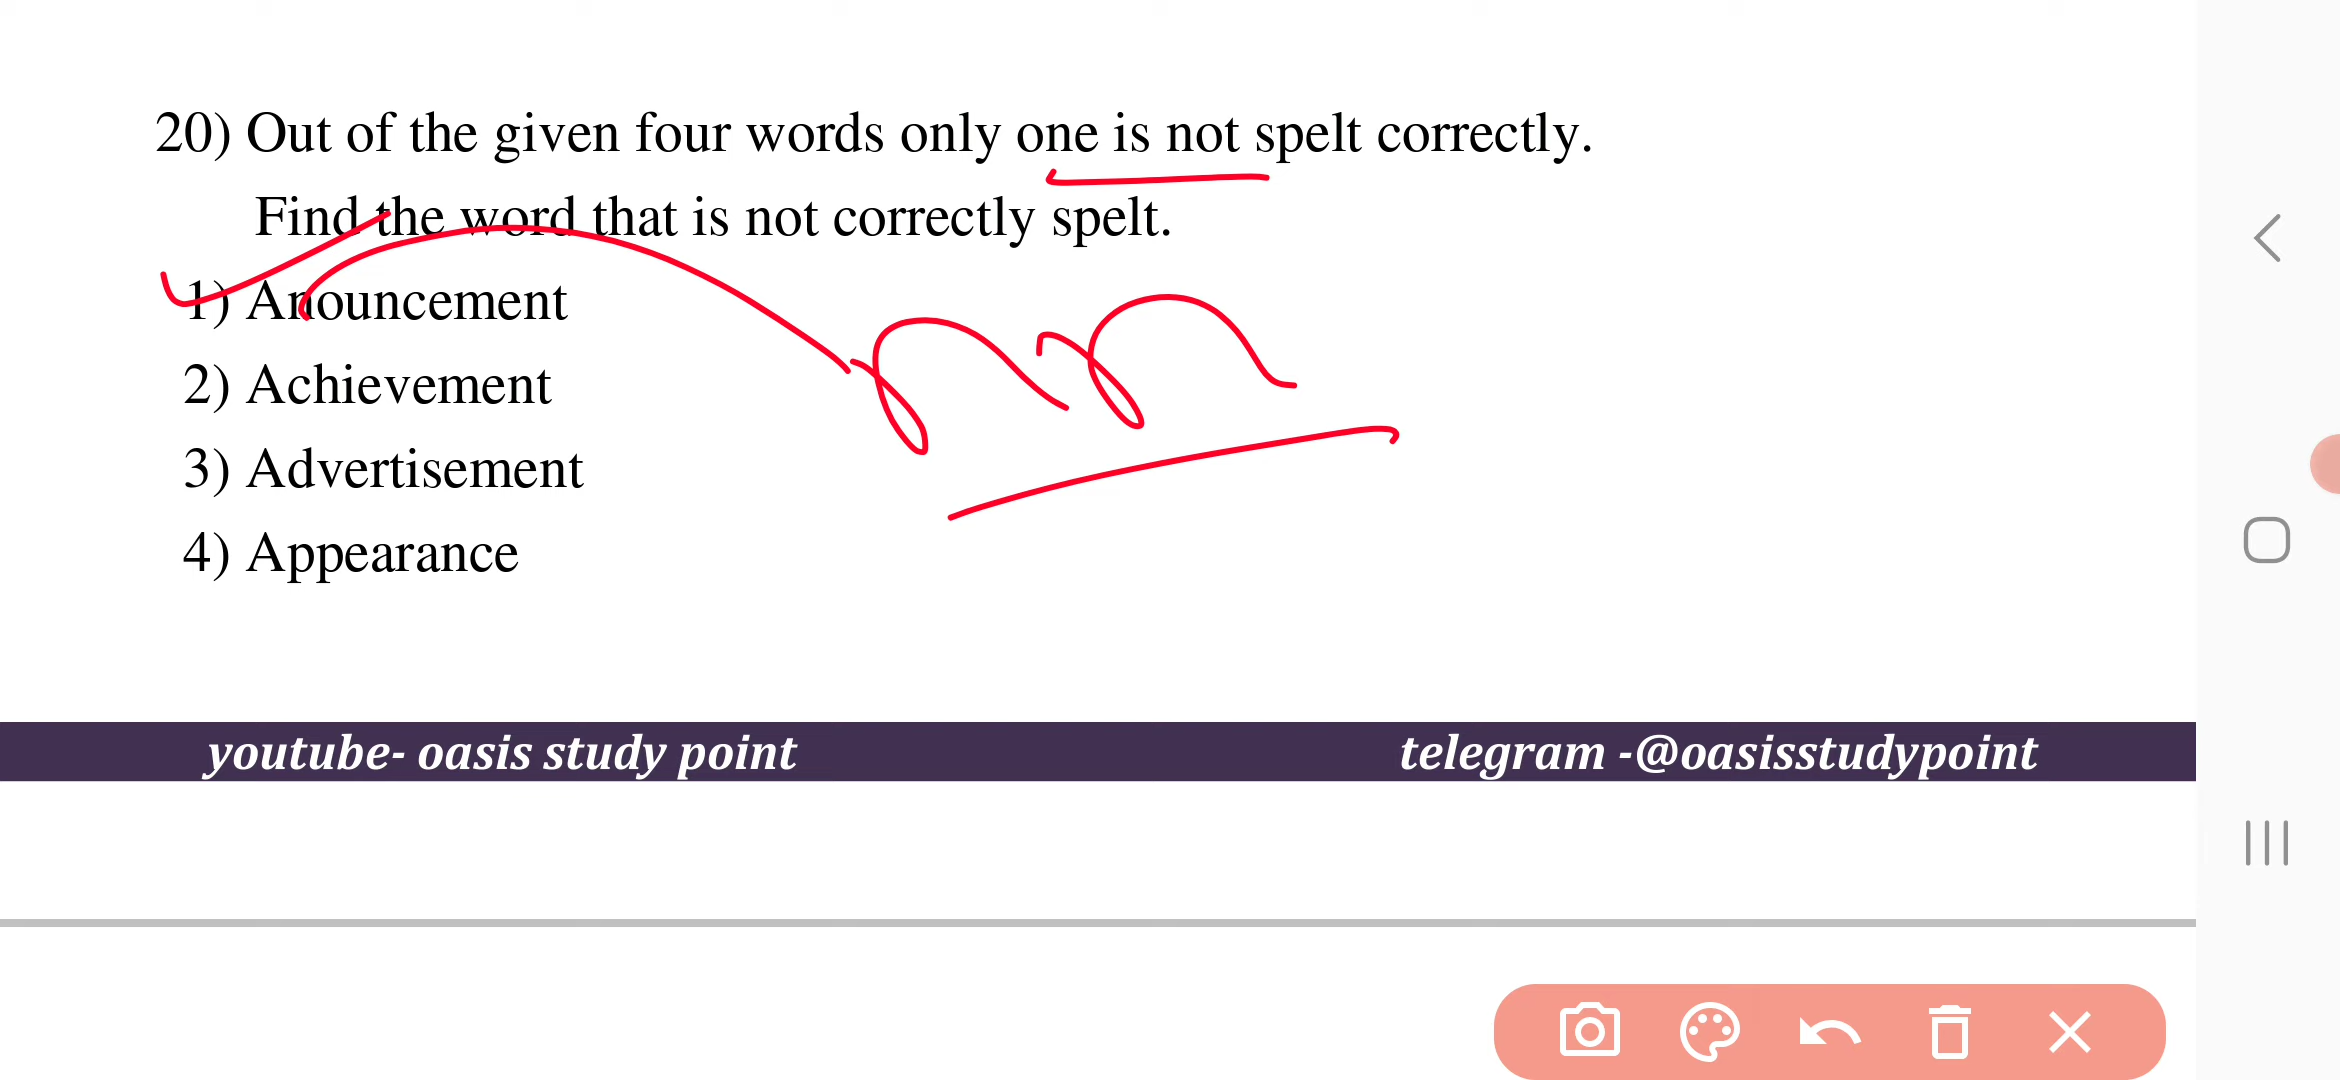 20) Out of the given four words only one is not spelt correctly.
Find the word that is not correctly spelt.
1) Anouncement
2) Achievement
3) Advertisement
4) Appearance
nn
youtube- oasis study point
telegram -@oasisstudypoint